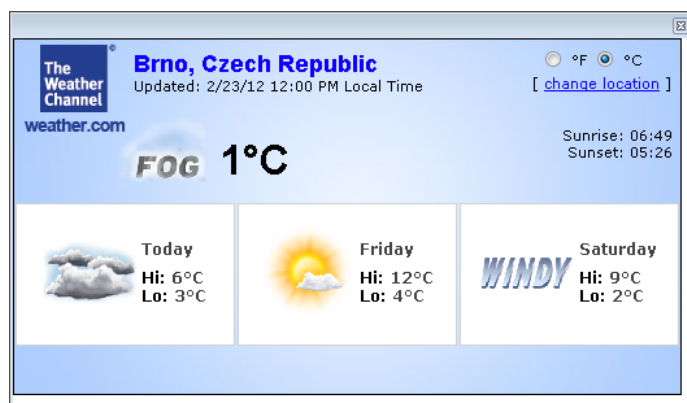 The
Weather
Channel
weather.com
Brno, Czech Republic
Updated: 2/23/12 12:00 PM Local Time
°F °C
[ change location ]
FOG 1°C
Sunrise: 06:49
Sunset: 05:26
Today
Hi: 6°C
Lo: 3°C
Friday
Hi: 12°C
Lo: 4°C
WINDY
Saturday
Hi: 9°C
Lo: 2°C